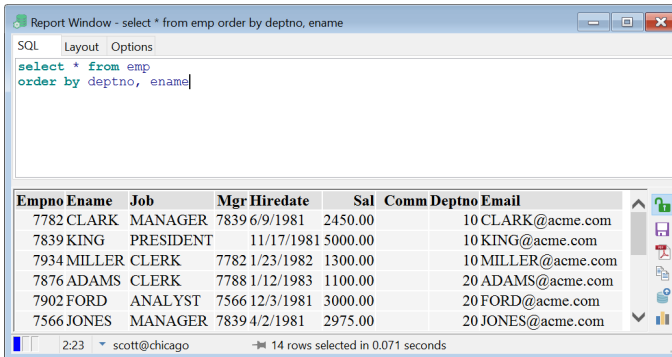 Report Window - select * from emp order by deptno, ename
SQL Layout Options
select * from emp
order by deptno, ename
Empno Ename Job Mgr Hiredate Sal Comm Deptno Email
7782 CLARK MANAGER 7839 6/9/1981 2450.00 10 CLARK@acme.com
7839 KING PRESIDENT 11/17/1981 5000.00 10 KING@acme.com
7934 MILLER CLERK 7782 1/23/1982 1300.00 10 MILLER@acme.com
7876 ADAMS CLERK 7788 1/12/1983 1100.00 20 ADAMS@acme.com
7902 FORD ANALYST 7566 12/3/1981 3000.00 20 FORD@acme.com
7566 JONES MANAGER 7839 4/2/1981 2975.00 20 JONES@acme.com
2:23 scott@chicago 14 rows selected in 0.071 seconds